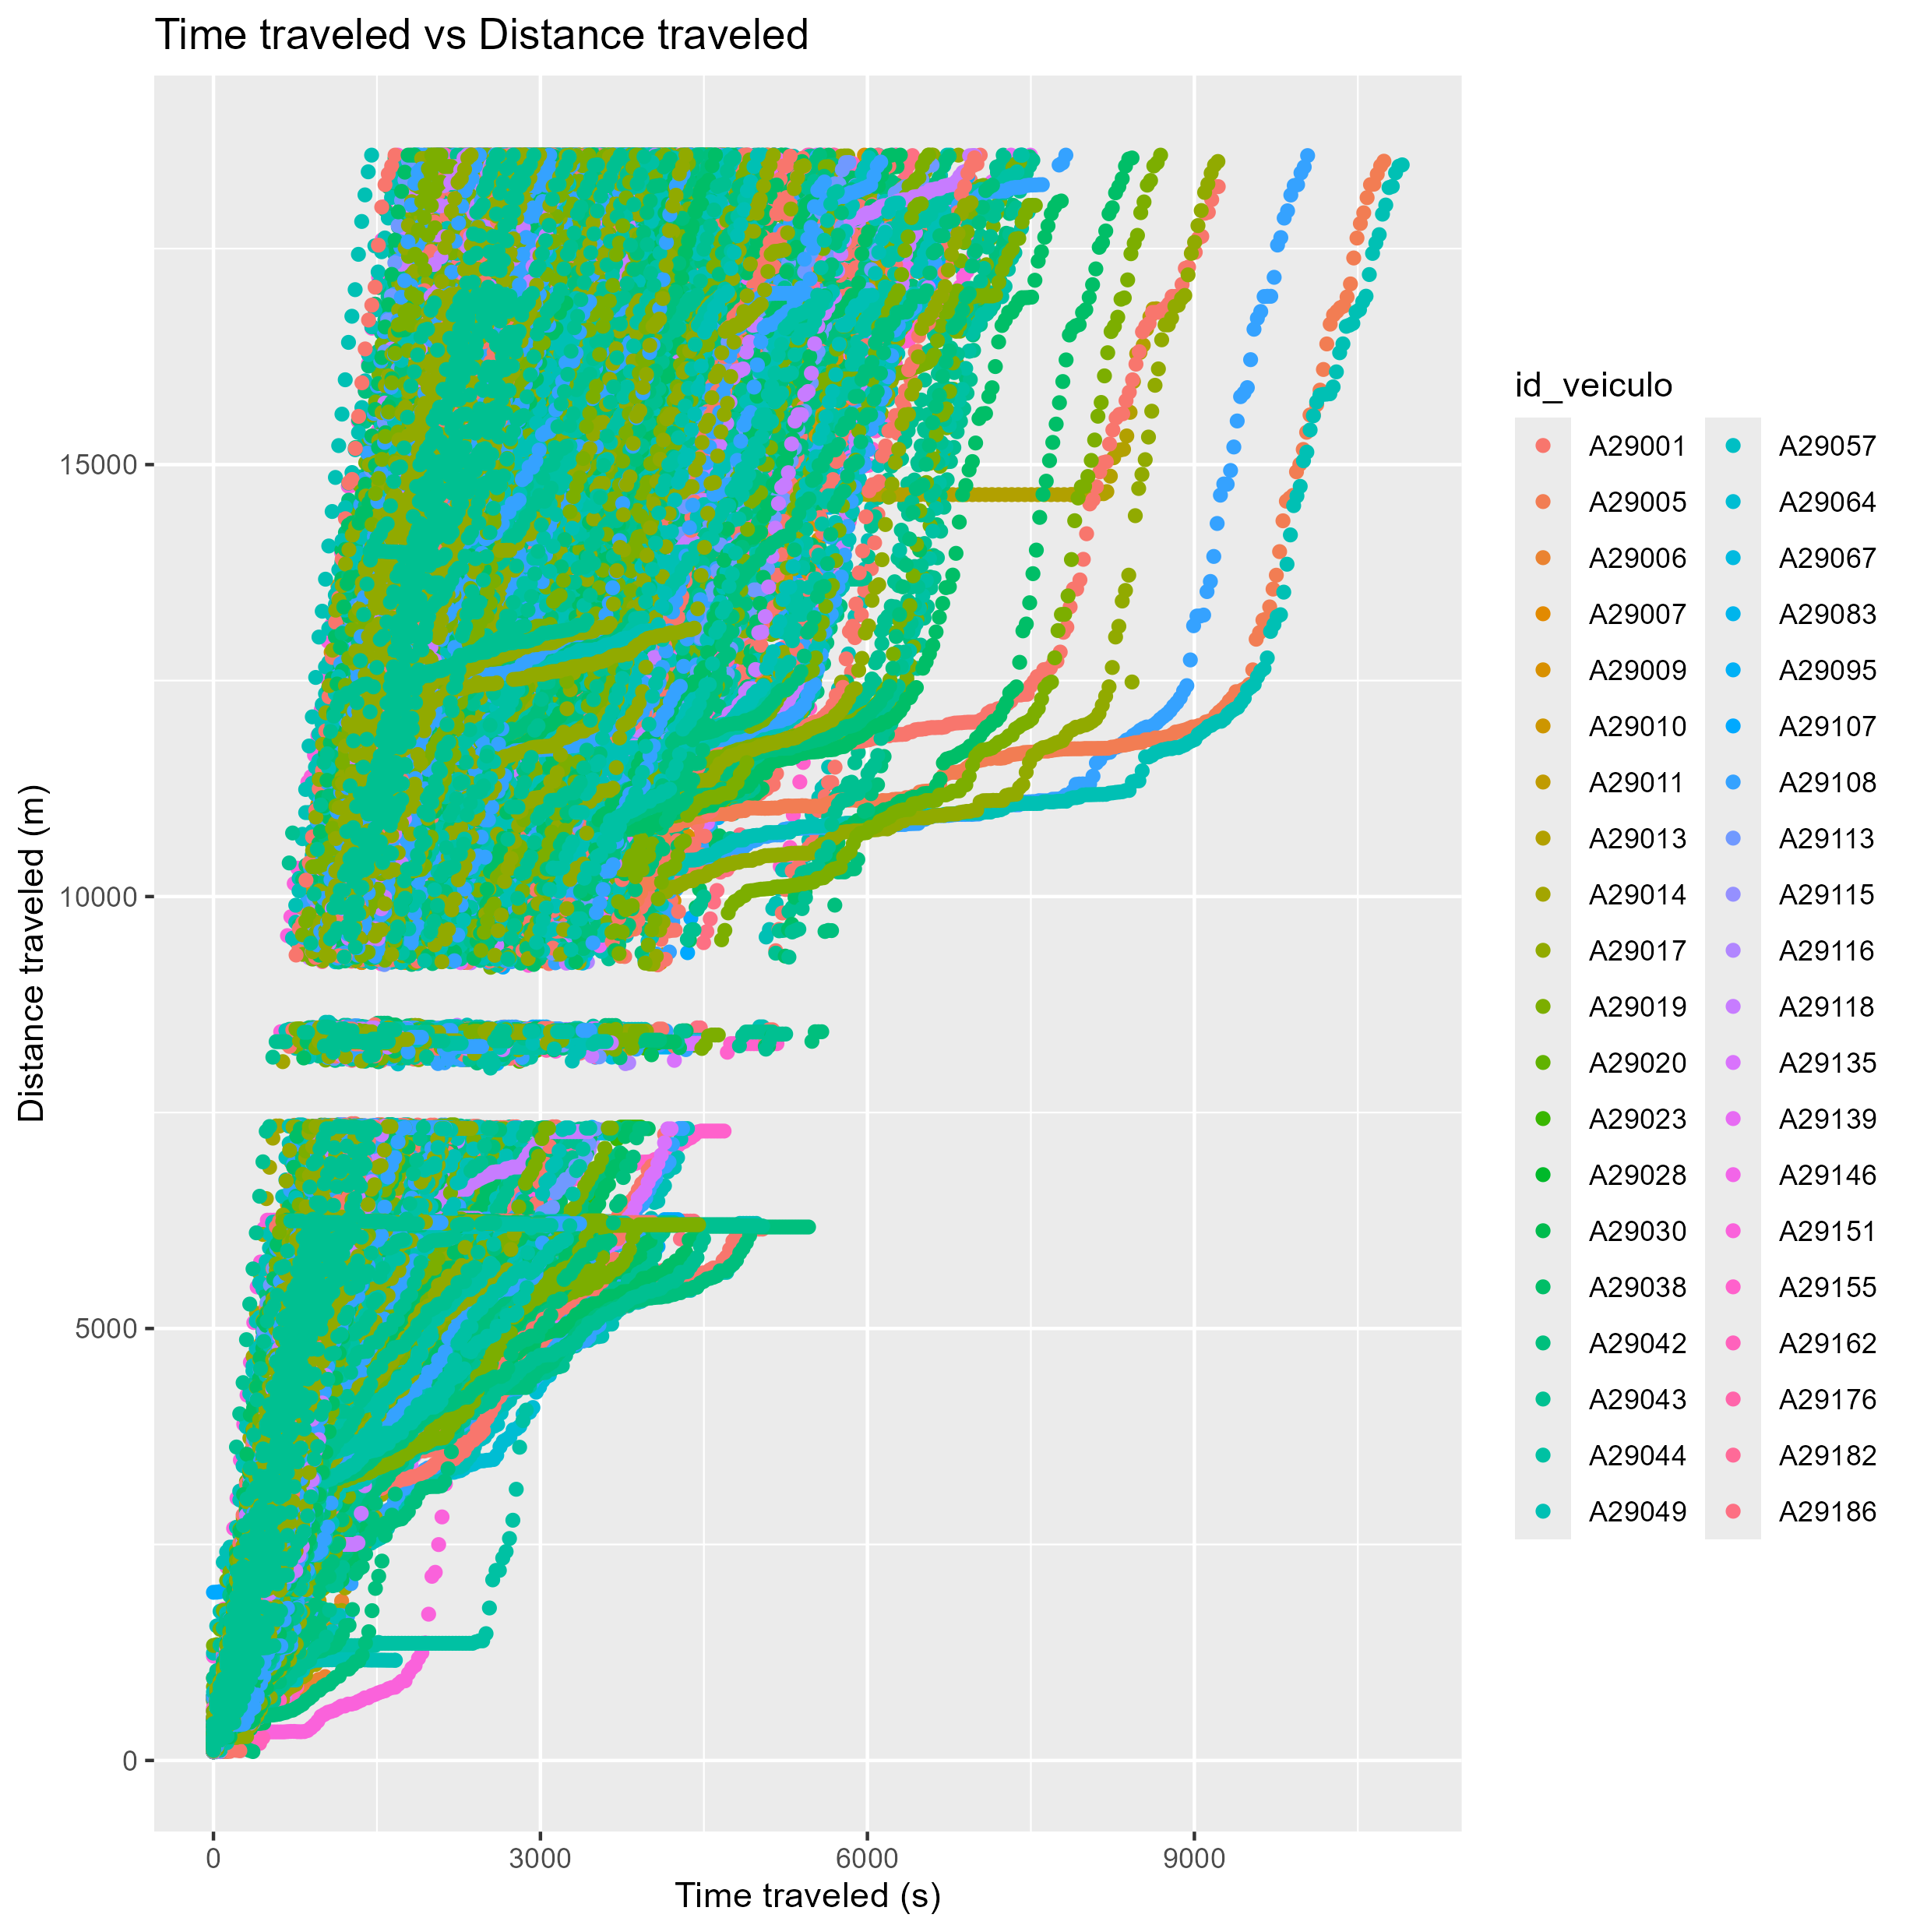 Time traveled vs Distance traveled
Distance traveled (m)
15000
10000
5000
0
0
3000
6000
9000
Time traveled (s)
id_veiculo
A29001
A29005
A29006
A29007
A29009
A29010
A29011
A29013
A29014
A29017
A29019
A29020
A29023
A29028
A29030
A29038
A29042
A29043
A29044
A29049
A29057
A29064
A29067
A29083
A29095
A29107
A29108
A29113
A29115
A29116
A29118
A29135
A29139
A29146
A29151
A29155
A29162
A29176
A29182
A29186